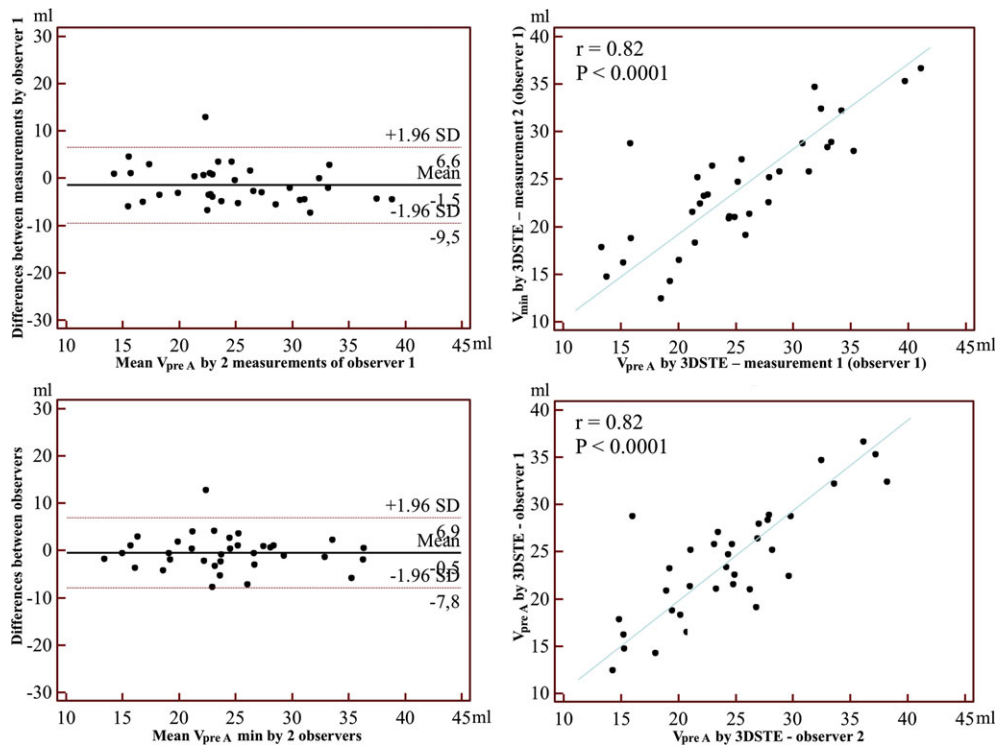 ml
30
20
10
0
-10
-20
-30
Differences between measurements by observer 1
+1.96 SD
6,6
Mean
-1,5
-1.96 SD
-9,5
10 15 20 25 30 35 40 45 ml
Mean Vpre A by 2 measurements of observer 1
ml
40
35
30
25
20
15
10
Vmin by 3DSTE – measurement 2 (observer 1)
r = 0.82
P < 0.0001
10 15 20 25 30 35 40 45 ml
Vpre A by 3DSTE – measurement 1 (observer 1)
ml
30
20
10
0
-10
-20
-30
Differences between observers
+1.96 SD
6,9
Mean
-0,5
-1.96 SD
-7,8
10 15 20 25 30 35 40 45 ml
Mean Vpre A min by 2 observers
ml
40
35
30
25
20
15
10
Vpre A by 3DSTE - observer 1
r = 0.82
P < 0.0001
10 15 20 25 30 35 40 45 ml
Vpre A by 3DSTE - observer 2